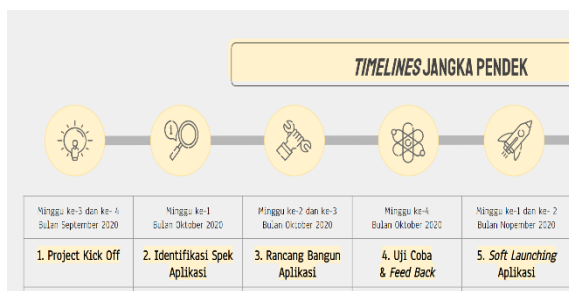 TIMELINES JANGKA PENDEK
Minggu ke-3 dan ke- 4
Bulan September 2020
Minggu ke-1
Bulan Oktober 2020
Minggu ke-2 dan ke-3
Bulan Oktober 2020
Minggu ke-4
Bulan Oktober 2020
Minggu ke-1 dan ke- 2
Bulan Nopember 2020
1. Project Kick Off
2. Identifikasi Spek
Aplikasi
3. Rancang Bangun
Aplikasi
4. Uji Coba
& Feed Back
5. Soft Launching
Aplikasi